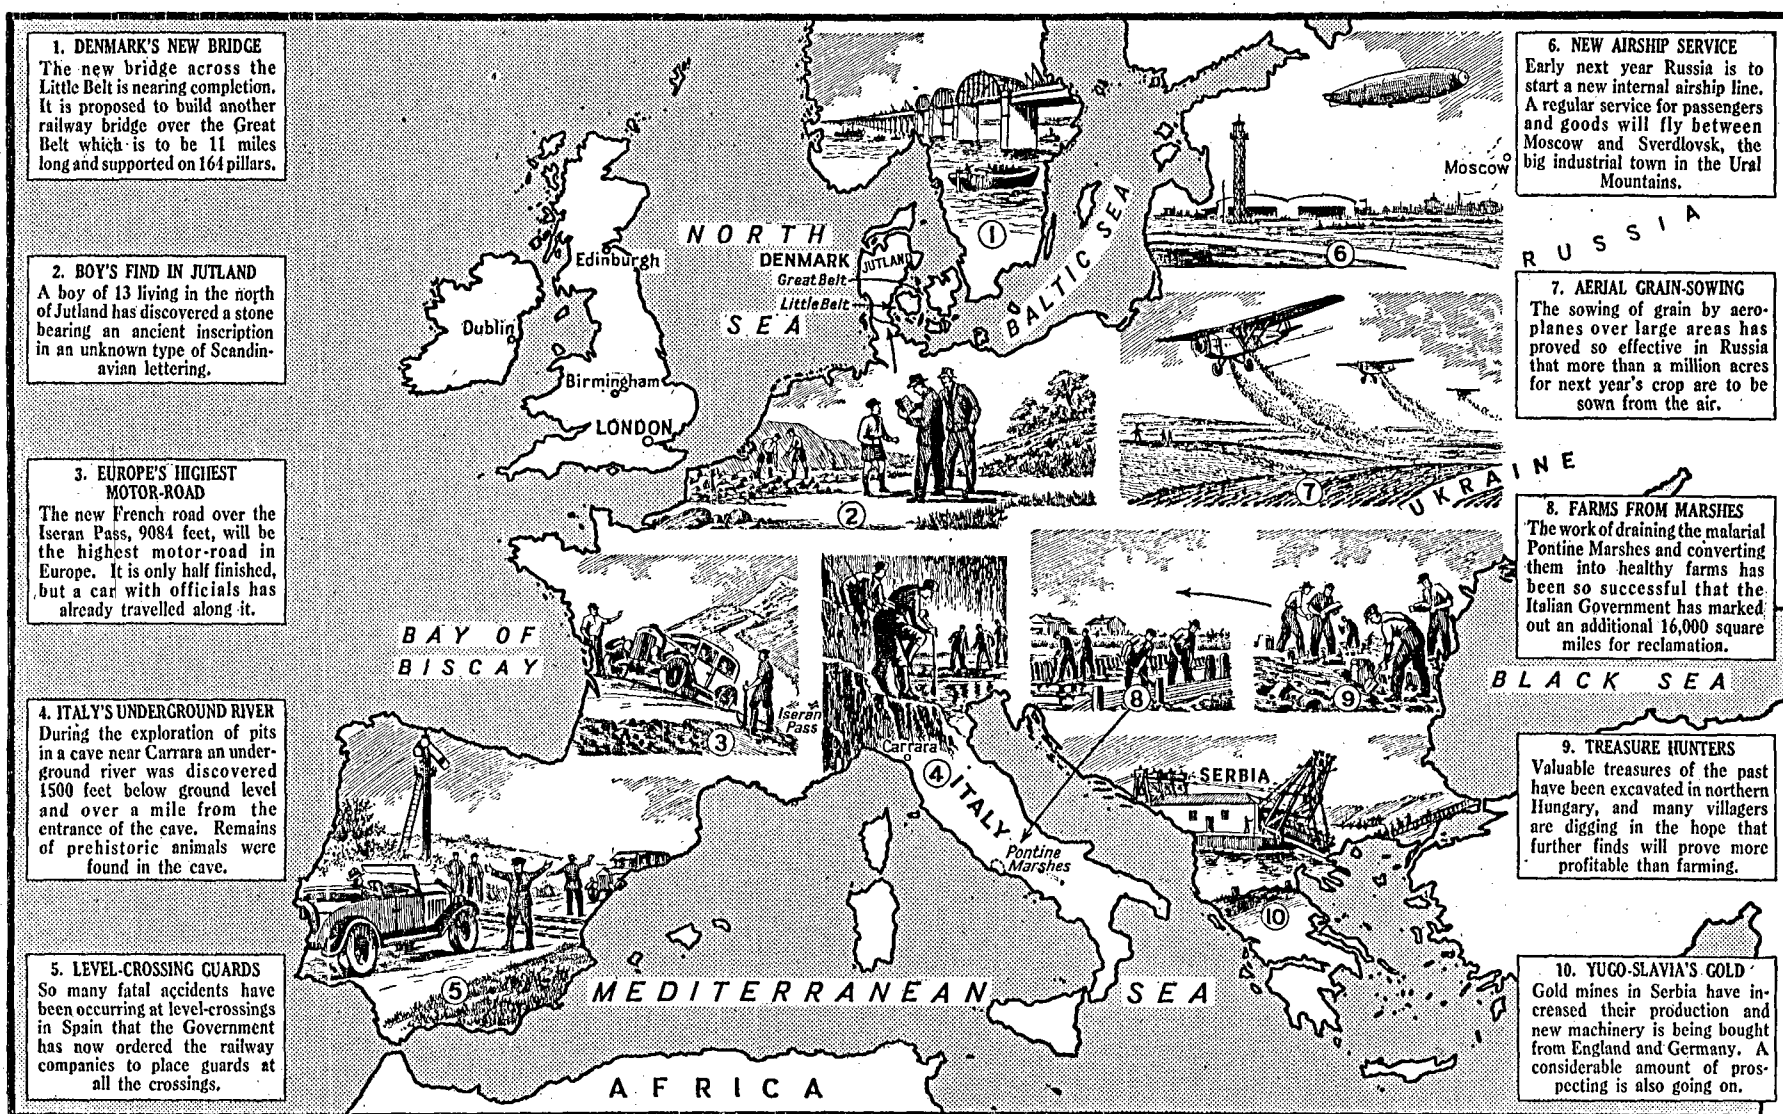 1. DENMARK'S NEW BRIDGE
The new bridge across the
Little Belt is nearing completion.
It is proposed to build another
railway bridge over the Great
Belt which is to be 11 miles
long and supported on 164 pillars.
2. BOY'S FIND IN JUTLAND
A boy of 13 living in the north
of Jutland has discovered a stone
bearing an ancient inscription
in an unknown type of Scandin-
avian lettering.
3. EUROPE'S HIGHEST
MOTOR-ROAD
The new French road over the
Iseran Pass, 9084 feet, will be
the highest motor-road in
Europe. It is only half finished,
but a car with officials has
already travelled along it.
4. ITALY'S UNDERGROUND RIVER
During the exploration of pits
in a cave near Carrara an under-
ground river was discovered
1500 feet below ground level
and over a mile from the
entrance of the cave. Remains
of prehistoric animals were
found in the cave.
5. LEVEL-CROSSING GUARDS
So many fatal accidents have
been occurring at level-crossings
in Spain that the Government
has now ordered the railway
companies to place guards at
all the crossings.
NORTH
SEA
DENMARK
JUTLAND
Great Belt
Little Belt
BALTIC SEA
Edinburgh
Dublin
Birmingham
LONDON
1
2
BAY OF
BISCAY
Iseran
Pass
3
Carrara
4
ITALY
Pontine
Marshes
5
MEDITERRANEAN SEA
AFRICA
Moscow
RUSSIA
6
7
UKRAINE
8
9
BLACK SEA
SERBIA
10
6. NEW AIRSHIP SERVICE
Early next year Russia is to
start a new internal airship line.
A regular service for passengers
and goods will fly between
Moscow and Sverdlovsk, the
big industrial town in the Ural
Mountains.
7. AERIAL GRAIN-SOWING
The sowing of grain by aero-
planes over large areas has
proved so effective in Russia
that more than a million acres
for next year's crop are to be
sown from the air.
8. FARMS FROM MARSHES
The work of draining the malarial
Pontine Marshes and converting
them into healthy farms has
been so successful that the
Italian Government has marked
out an additional 16,000 square
miles for reclamation.
9. TREASURE HUNTERS
Valuable treasures of the past
have been excavated in northern
Hungary, and many villagers
are digging in the hope that
further finds will prove more
profitable than farming.
10. YUGO-SLAVIA'S GOLD
Gold mines in Serbia have in-
creased their production and
new machinery is being bought
from England and Germany. A
considerable amount of pros-
pecting is also going on.